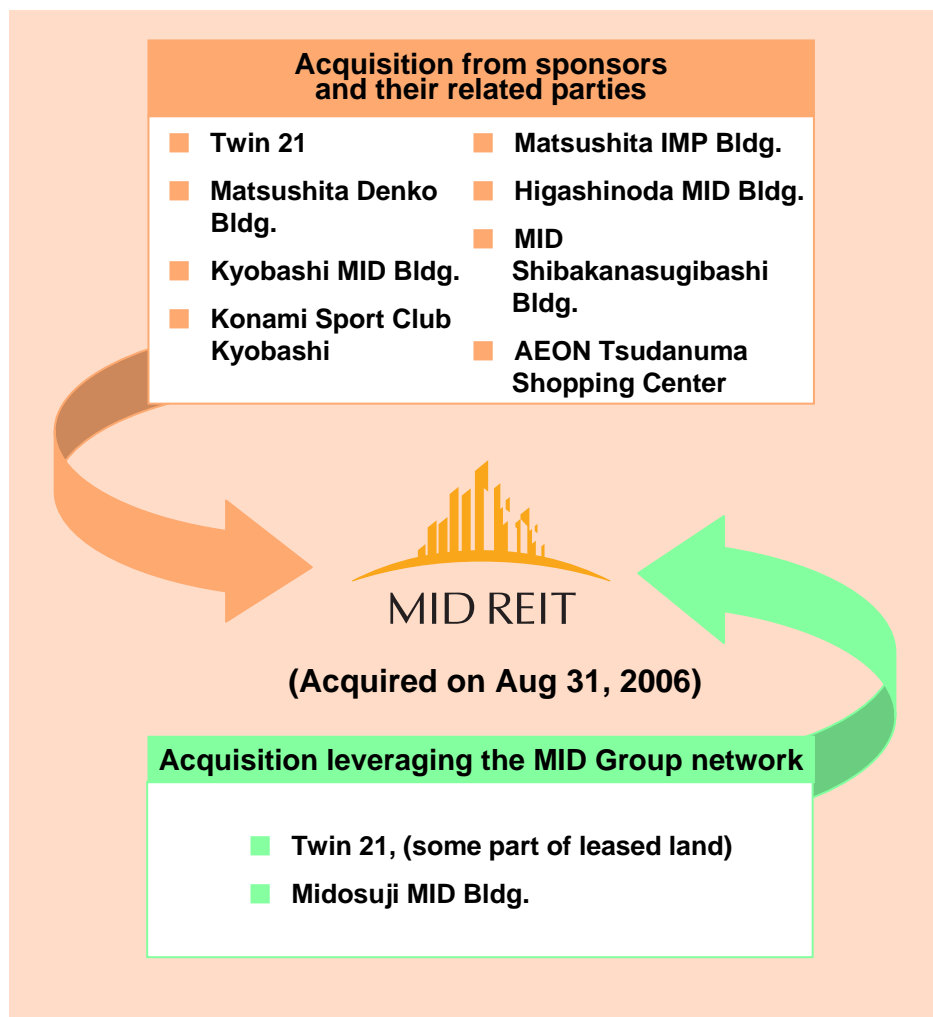 Acquisition from sponsors
and their related parties
Twin 21
Matsushita Denko
Bldg.
Kyobashi MID Bldg.
Konami Sport Club
Kyobashi
Matsushita IMP Bldg.
Higashinoda MID Bldg.
MID
Shibakanasugibashi
Bldg.
AEON Tsudanuma
Shopping Center
MID REIT
(Acquired on Aug 31, 2006)
Acquisition leveraging the MID Group network
Twin 21, (some part of leased land)
Midosuji MID Bldg.